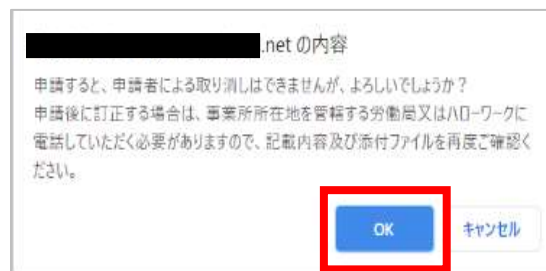 .net の内容
申請すると、申請者による取り消しはできませんが、よろしいでしょうか？
申請後に訂正する場合は、事業所所在地を管轄する労働局又はハローワークに
電話していただく必要がありますので、記載内容及び添付ファイルを再度ご確認く
ださい。
OK
キャンセル